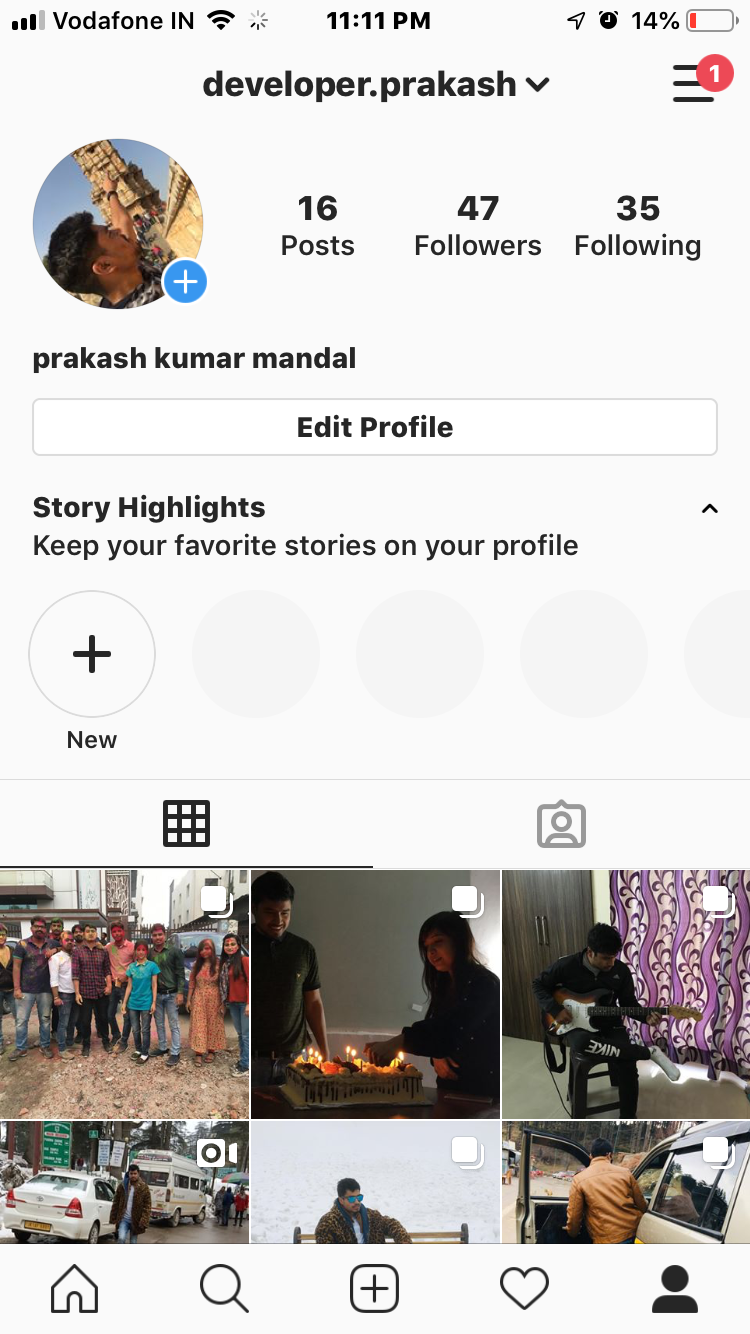 Vodafone IN 11:11 PM 14%
developer.prakash
1
16 47 35
Posts Followers Following
prakash kumar mandal
Edit Profile
Story Highlights
Keep your favorite stories on your profile
New
NIKE